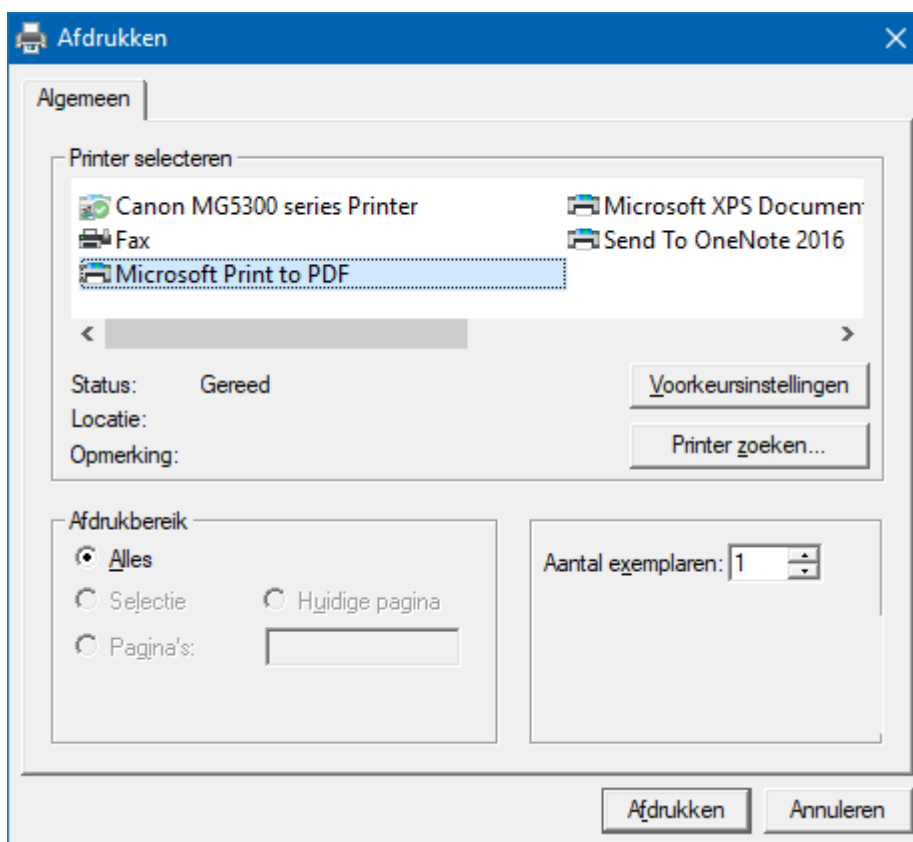 Afdrukken
Algemeen
Printer selecteren
Canon MG5300 series Printer
Fax
Microsoft Print to PDF
Microsoft XPS Documen
Send To OneNote 2016
Status: Gereed
Locatie:
Opmerking:
Voorkeursinstellingen
Printer zoeken...
Afdrukbereik
Alles
Selectie
Huidige pagina
Pagina's:
Aantal exemplaren: 1
Afdrukken
Annuleren